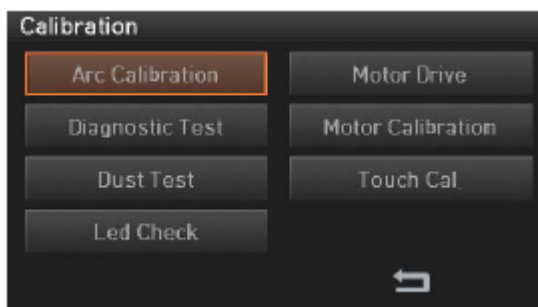 Calibration
Arc Calibration
Motor Drive
Diagnostic Test
Motor Calibration
Dust Test
Touch Cal.
Led Check